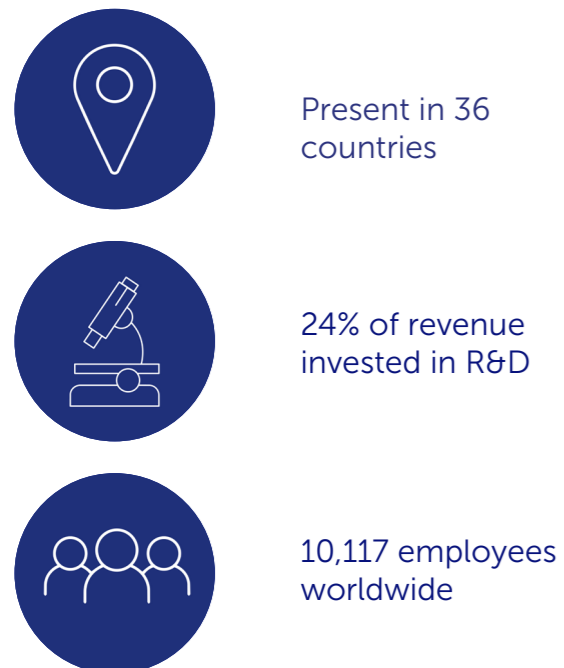 Present in 36
countries
24% of revenue
invested in R&D
10,117 employees
worldwide